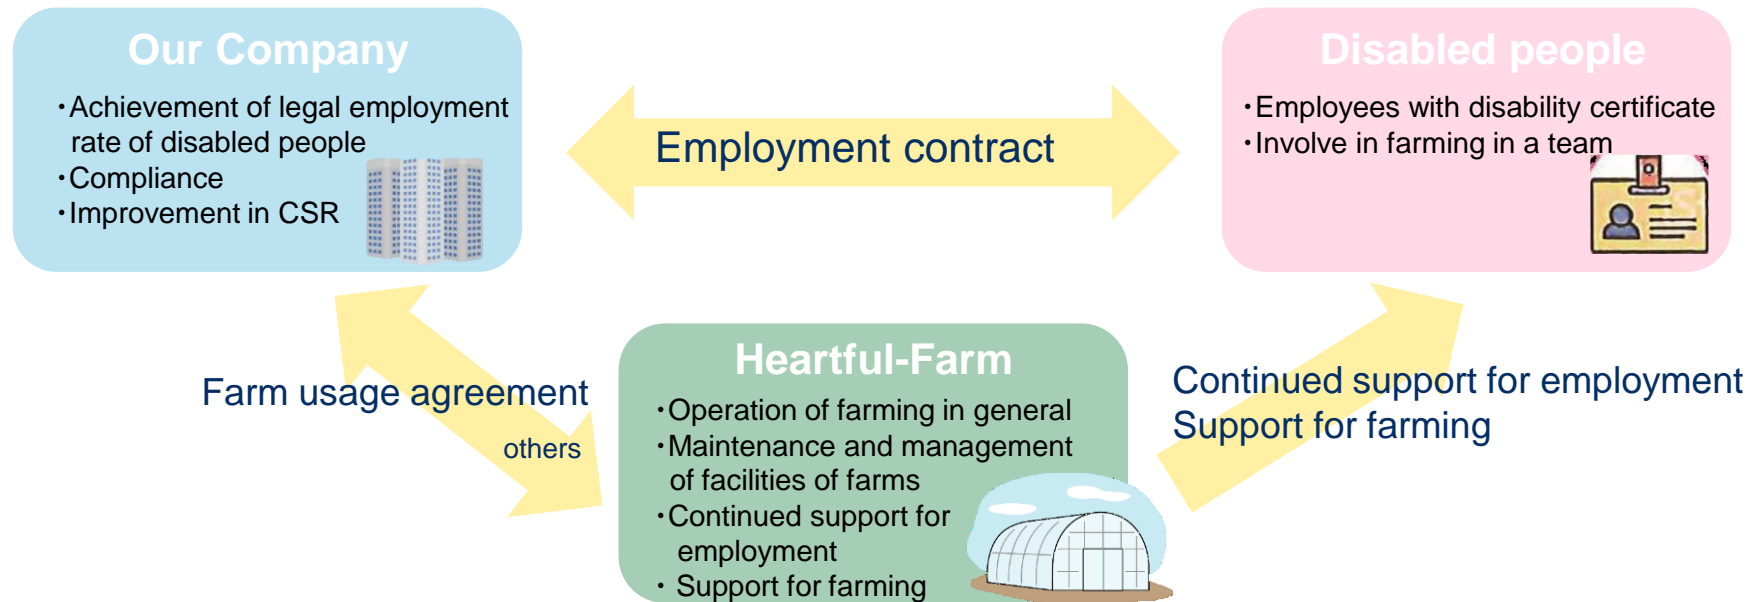 Our Company
・Achievement of legal employment
rate of disabled people
・Compliance
・Improvement in CSR
Employment contract
Disabled people
・Employees with disability certificate
・Involve in farming in a team
Farm usage agreement
others
Heartful-Farm
・Operation of farming in general
・Maintenance and management
of facilities of farms
・Continued support for
employment
・ Support for farming
Continued support for employment
Support for farming